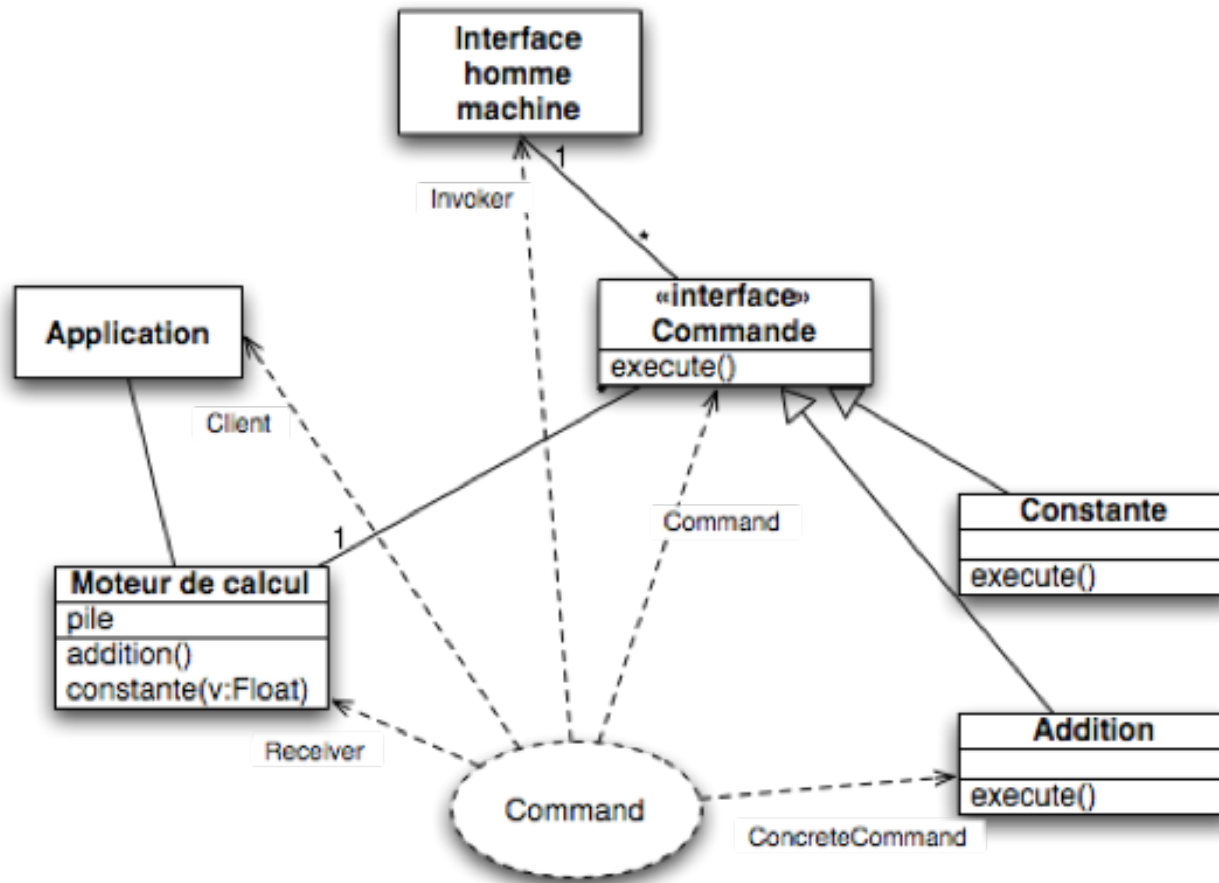 Interface
homme
machine
1
Invoker
*
«interface»
Commande
execute()
Application
Client
*
Command
1
Constante
execute()
Moteur de calcul
pile
addition()
constante(v:Float)
Receiver
Command
Addition
execute()
ConcreteCommand